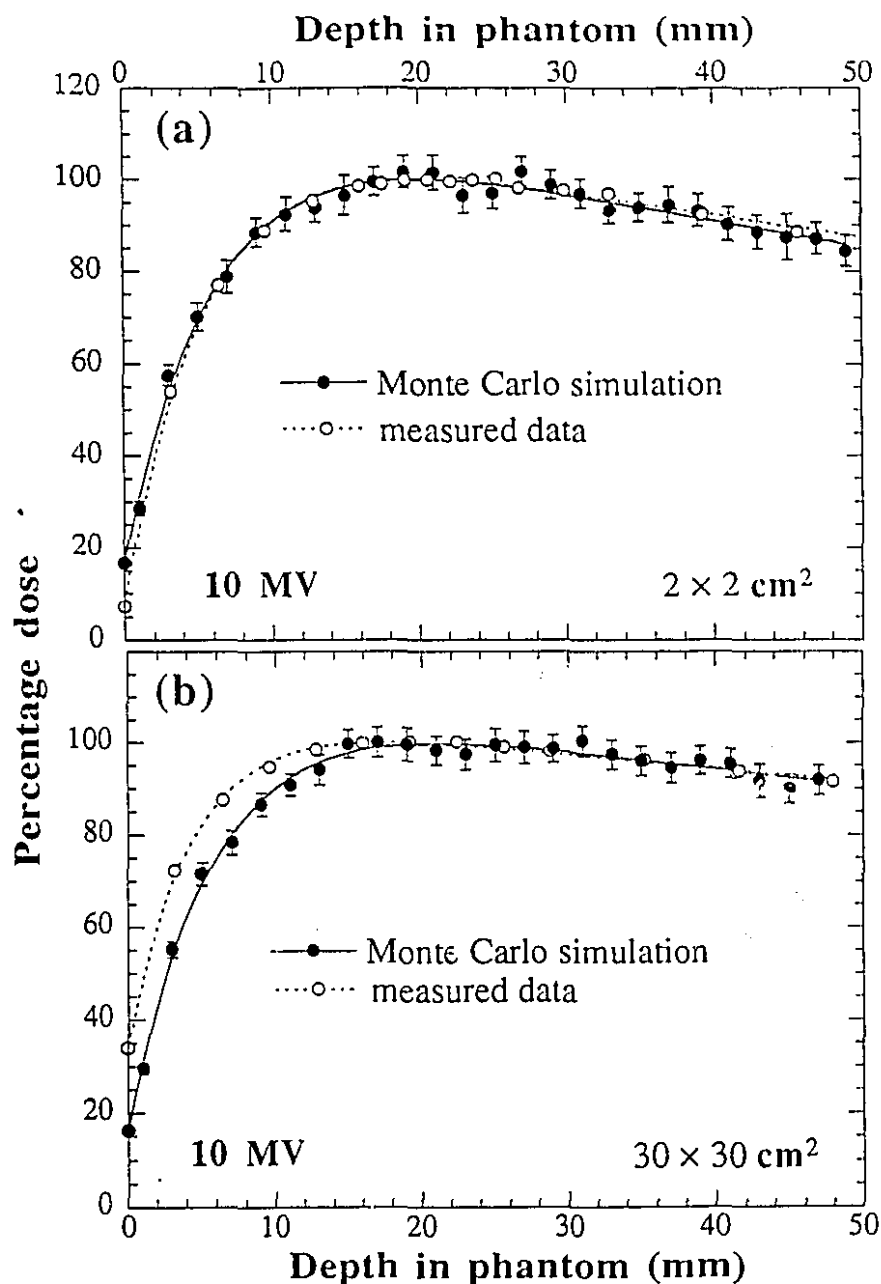 Depth in phantom (mm)
0 10 20 30 40 50
120
100
80
60
40
20
0
(a)
Monte Carlo simulation
measured data
10 MV
2 × 2 cm²
Percentage dose
(b)
100
80
60
40
20
0
Monte Carlo simulation
measured data
10 MV
30 × 30 cm²
0 10 20 30 40 50
Depth in phantom (mm)